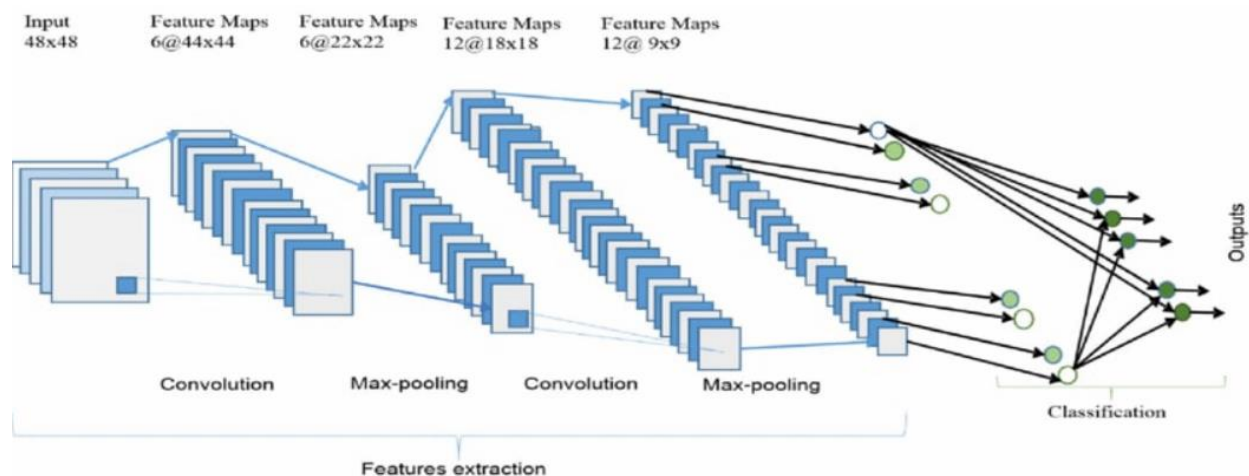 Input
48x48
Feature Maps
6@44x44
Feature Maps
6@22x22
Feature Maps
12@18x18
Feature Maps
12@ 9x9
Outputs
Convolution
Max-pooling
Convolution
Max-pooling
Classification
Features extraction